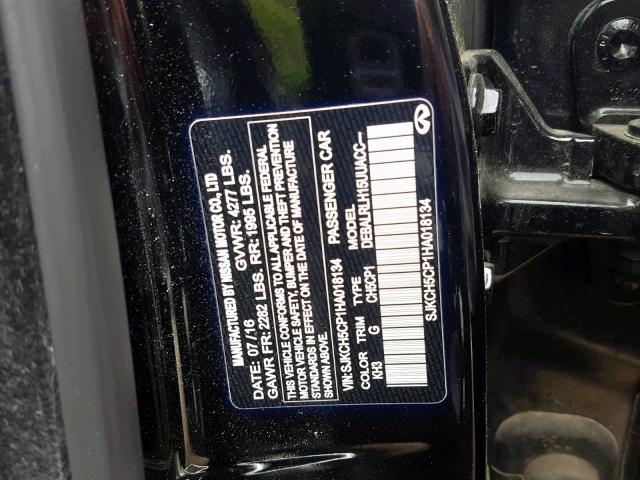 MANUFACTURED BY NISSAN MOTOR CO., LTD
GVWR: 4277 LBS.
DATE: 07 / 16
GAWR FR: 2282 LBS. RR: 1995 LBS.
THIS VEHICLE CONFORMS TO ALL APPLICABLE FEDERAL
MOTOR VEHICLE SAFETY, BUMPER AND THEFT PREVENTION
STANDARDS IN EFFECT ON THE DATE OF MANUFACTURE
SHOWN ABOVE.
VIN:SJKCH5CP1HA018134 PASSENGER CAR
COLOR TRIM TYPE MODEL
KH3 G CH5CP1 DEBALRLH15UUACC--
SJKCH5CP1HA018134